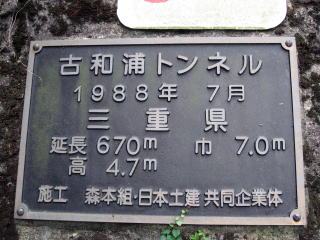 古和浦トンネル
1988年 7月
三重県
延長 670m 巾 7.0m
高 4.7m
施工 森本組・日本土建 共同企業体